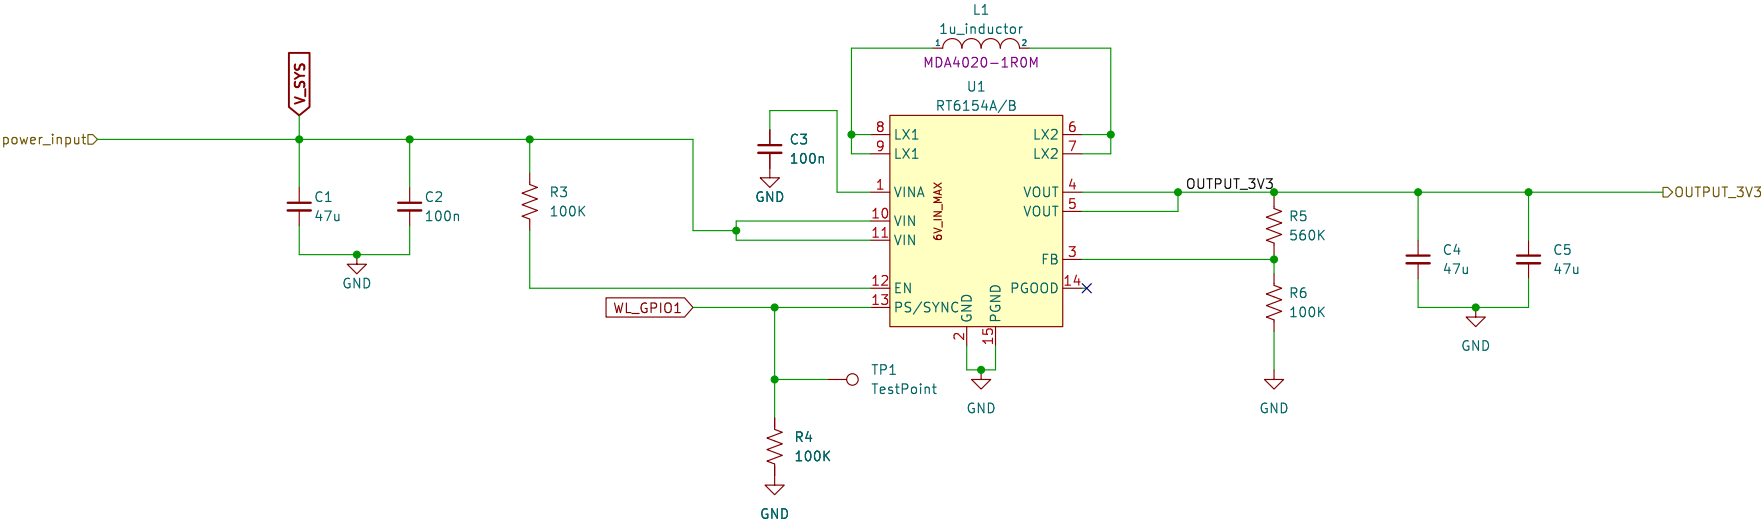 L1
1u_inductor
1
2
MDA4020-1R0M
U1
RT6154A/B
V_SYS
power_input
C1
47u
C2
100n
GND
R3
100K
C3
100n
GND
8
LX1
9
LX1
1
VINA
10
VIN
11
VIN
12
EN
13
PS/SYNC
6V_IN_MAX
6
LX2
7
LX2
4
VOUT
5
VOUT
3
FB
14
PGOOD
GND
2
PGND
15
GND
WL_GPIO1
TP1
TestPoint
R4
100K
GND
OUTPUT_3V3
R5
560K
R6
100K
GND
C4
47u
C5
47u
GND
OUTPUT_3V3